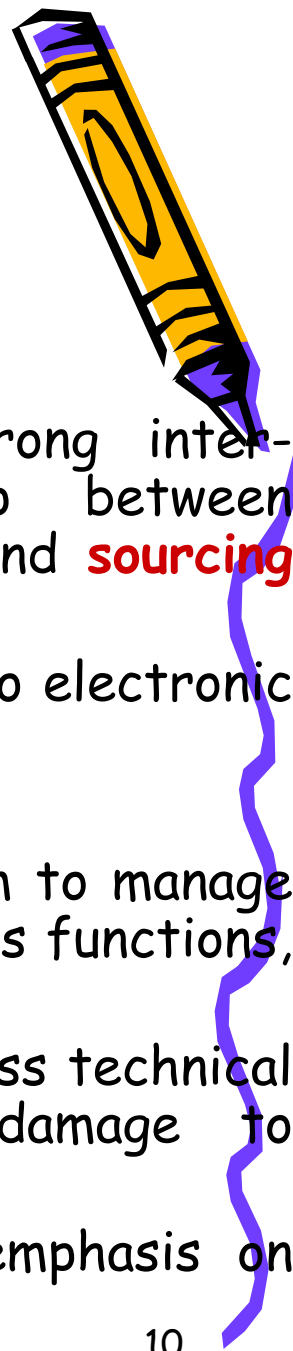 rong inter-
between
nd sourcing
o electronic
n to manage
s functions,
ss technical
damage to
emphasis on
10